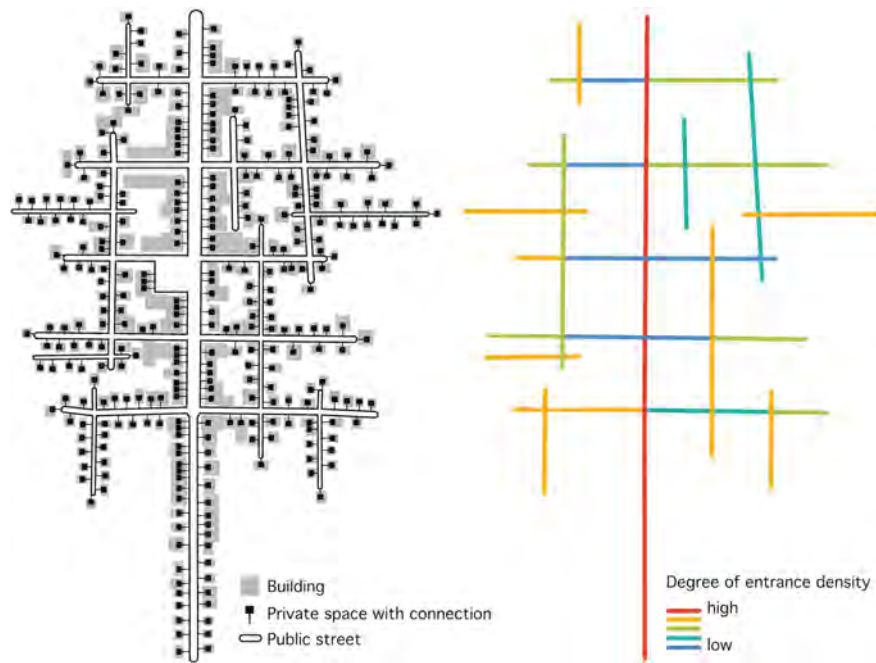 Building
Private space with connection
Public street
Degree of entrance density
high
low